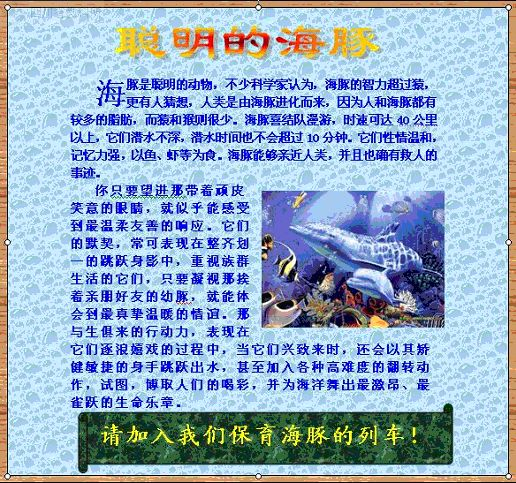 聪明的海豚
海豚是聪明的动物，不少科学家认为，海豚的智力超过猿，
更有人猜想，人类是由海豚进化而来，因为人和海豚都有
较多的脂肪，而猿和猴则很少。海豚喜结队漫游，时速可达 40 公里
以上，它们潜水不深，潜水时间也不会超过 10 分钟。它们性情温和，
记忆力强，以鱼、虾等为食。海豚能够亲近人类，并且也确有救人的
事迹。
你只要望进那带着顽皮
笑意的眼睛，就似乎能感受
到最温柔友善的响应。它们
的默契，常可表现在整齐划
一的跳跃身影中，重视族群
生活的它们，只要凝视那挨
着亲朋好友的幼豚，就能体
会到最真挚温暖的情谊。那
与生俱来的行动力，表现在
它们逐浪嬉戏的过程中，当它们兴致来时，还会以其矫
健敏捷的身手跳跃出水，甚至加入各种高难度的翻转动
作，试图，博取人们的喝彩，并为海洋舞出最激昂、最
雀跃的生命乐章。
请加入我们保育海豚的列车！